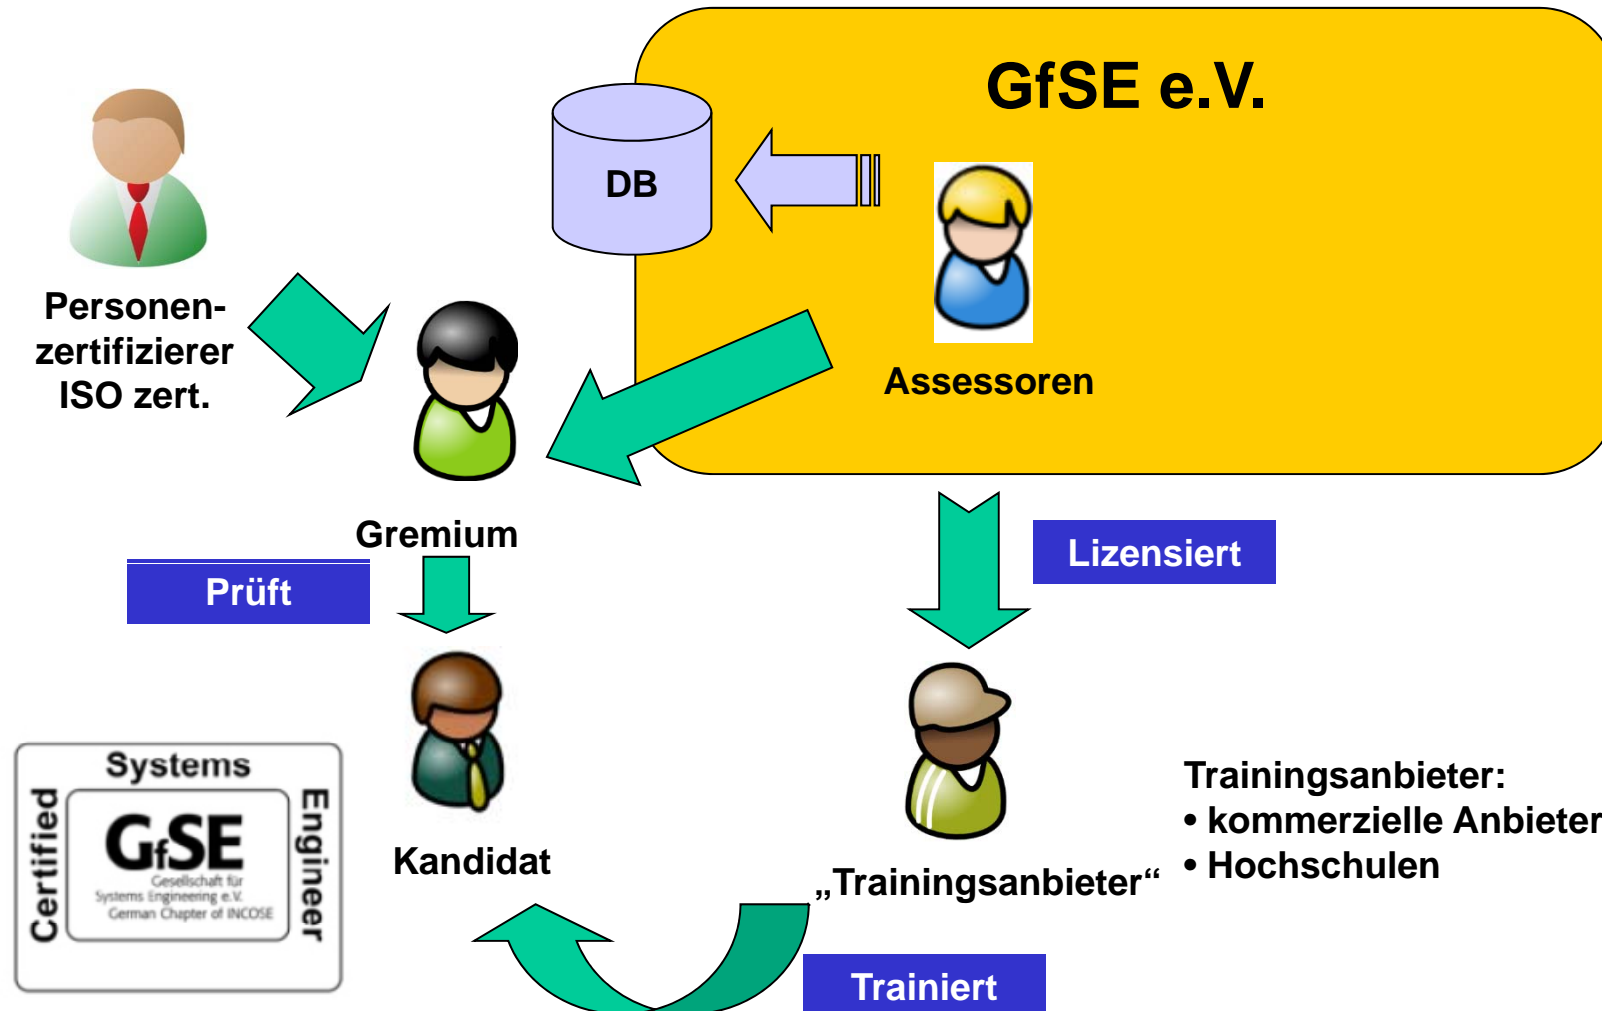 GfSE e.V.
DB
Personen-
zertifizierer
ISO zert.
Assessoren
Gremium
Prüft
Lizensiert
Systems
Certified
Engineer
GfSE
Gesellschaft für
Systems Engineering e.V.
German Chapter of INCOSE
Kandidat
„Trainingsanbieter“
Trainingsanbieter:
• kommerzielle Anbieter
• Hochschulen
Trainiert